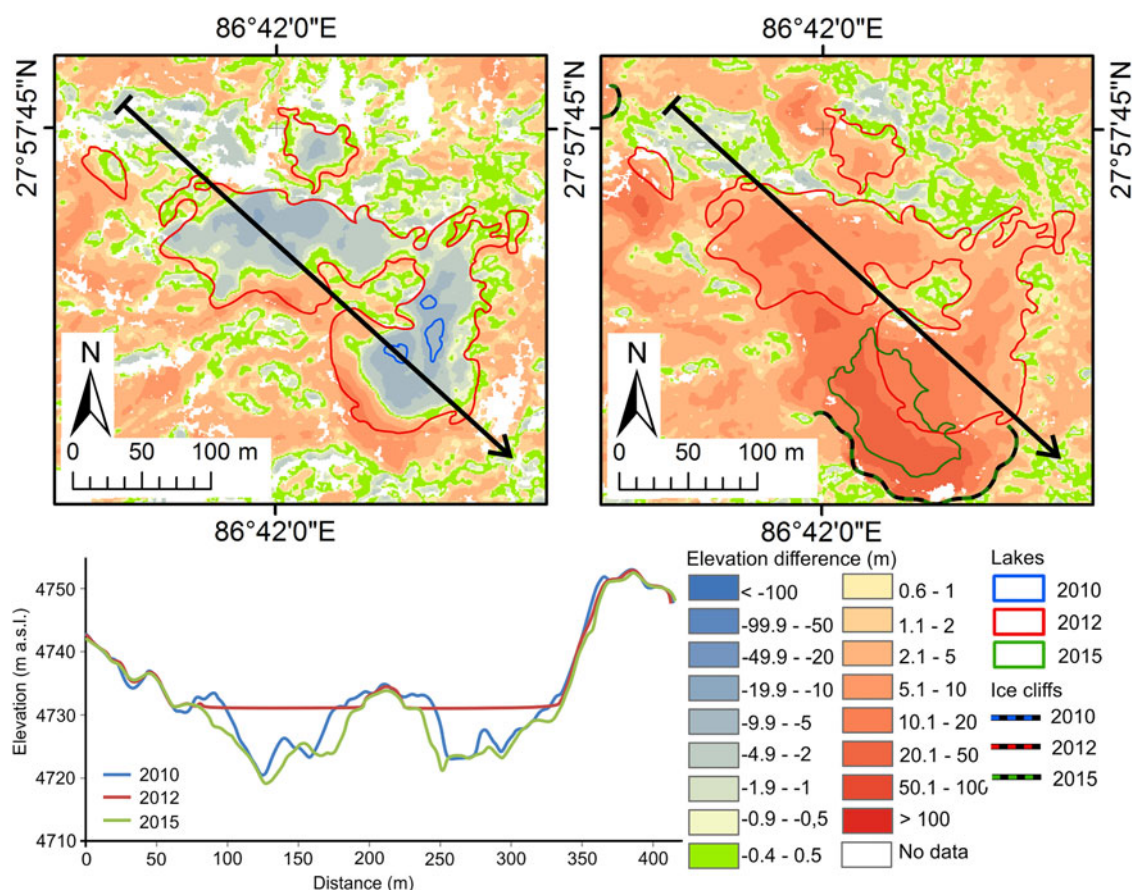 86°42'0"E
86°42'0"E
27°57'45"N
27°57'45"N
27°57'45"N
N
0 50 100 m
N
0 50 100 m
86°42'0"E
86°42'0"E
Elevation (m a.s.l.)
4750
4740
4730
4720
4710
2010
2012
2015
0 50 100 150 200 250 300 350 400
Distance (m)
Elevation difference (m)
< -100
-99.9 - -50
-49.9 - -20
-19.9 - -10
-9.9 - -5
-4.9 - -2
-1.9 - -1
-0.9 - -0,5
-0.4 - 0.5
0.6 - 1
1.1 - 2
2.1 - 5
5.1 - 10
10.1 - 20
20.1 - 50
50.1 - 100
> 100
No data
Lakes
2010
2012
2015
Ice cliffs
2010
2012
2015